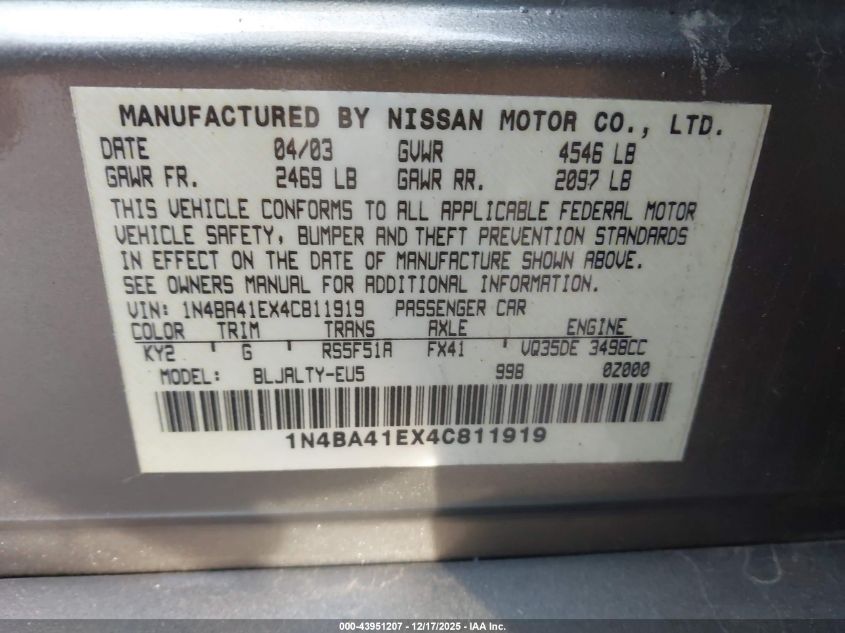 MANUFACTURED BY NISSAN MOTOR CO., LTD.
DATE 04/03 GVWR 4546 LB
GAWR FR. 2469 LB GAWR RR. 2097 LB
THIS VEHICLE CONFORMS TO ALL APPLICABLE FEDERAL MOTOR
VEHICLE SAFETY, BUMPER AND THEFT PREVENTION STANDARDS
IN EFFECT ON THE DATE OF MANUFACTURE SHOWN ABOVE.
SEE OWNERS MANUAL FOR ADDITIONAL INFORMATION.
VIN: 1N4BA41EX4C811919 PASSENGER CAR
COLOR TRIM TRANS AXLE ENGINE
KY2 G RS5F51A FX41 VQ35DE 3498CC
MODEL: BLJALTY-EU5 998 0Z000
1N4BA41EX4C811919
000-43951207 - 12/17/2025 - IAA Inc.